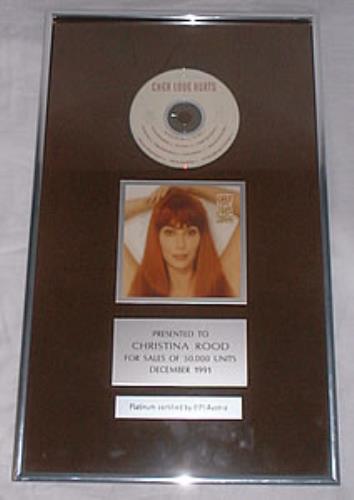 CHER LOVE HURTS
PRESENTED TO
CHRISTINA ROOD
FOR SALES OF 50.000 UNITS
DECEMBER 1991
Platinum certified by IFPI Austria